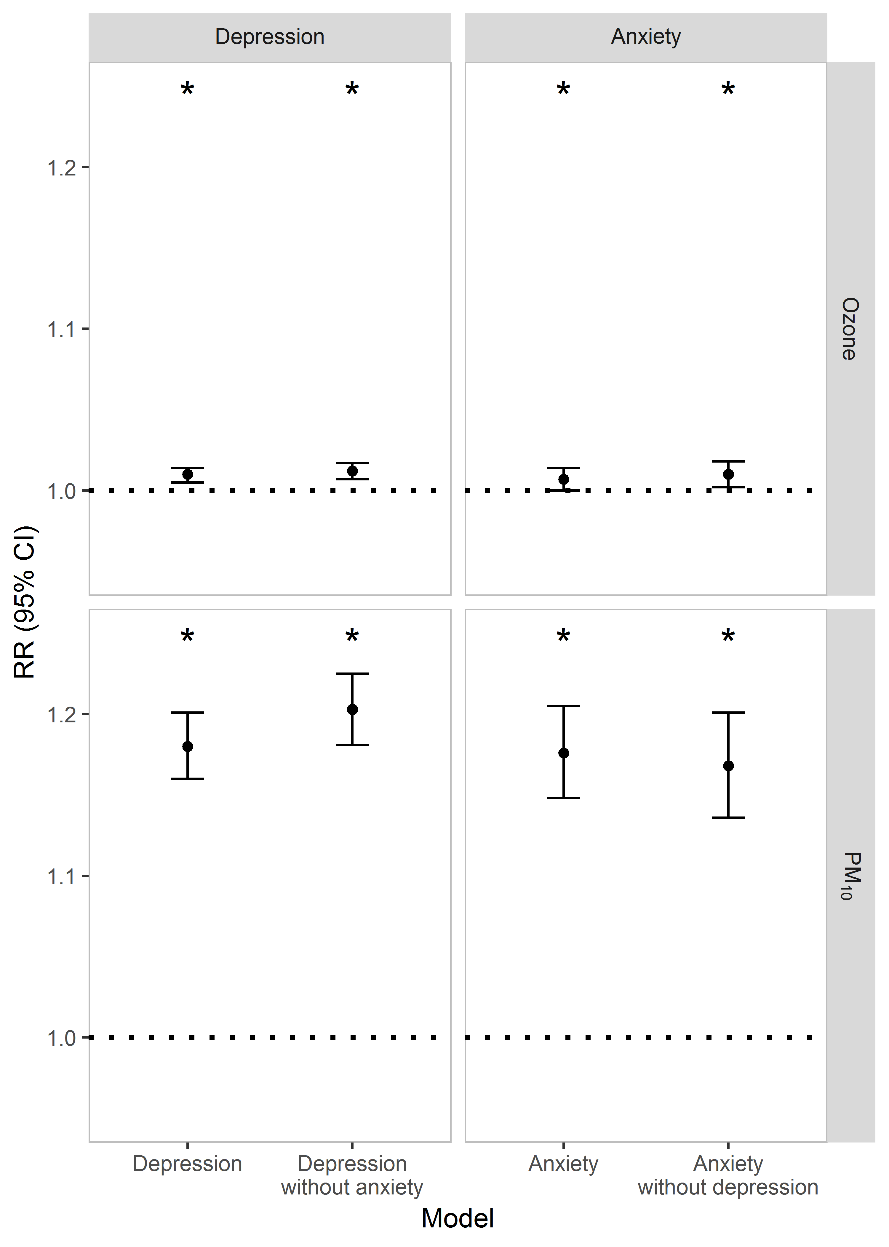 Depression
Anxiety
* * * *
1.2
1.1
1.0
Ozone
RR (95% CI)
* * * *
1.2
1.1
1.0
PM10
Depression
Depression
without anxiety
Anxiety
Anxiety
without depression
Model